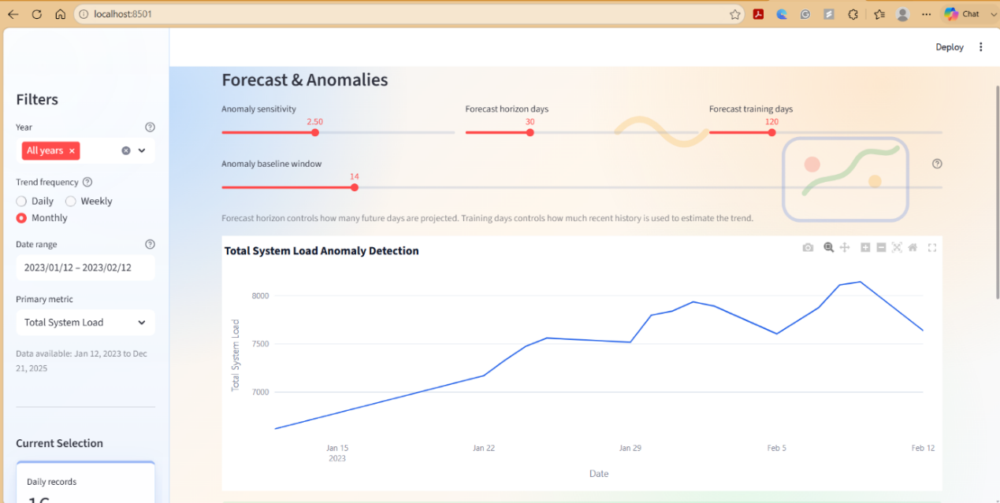 localhost:8501
Chat
Deploy
Filters
Year
All years ×
Trend frequency
Daily Weekly
Monthly
Date range
2023/01/12 – 2023/02/12
Primary metric
Total System Load
Data available: Jan 12, 2023 to Dec
21, 2025
Current Selection
Daily records
16
Forecast & Anomalies
Anomaly sensitivity
2.50
Forecast horizon days
30
Forecast training days
120
Anomaly baseline window
14
Forecast horizon controls how many future days are projected. Training days controls how much recent history is used to estimate the trend.
Total System Load Anomaly Detection
Total System Load
8000
7500
7000
Jan 15
2023
Jan 22
Jan 29
Feb 5
Feb 12
Date